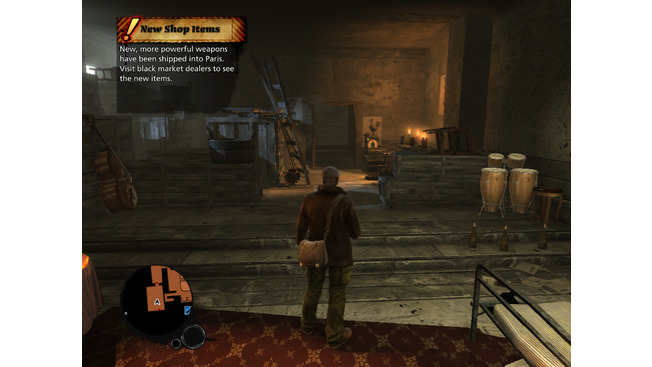 New Shop Items
New, more powerful weapons
have been shipped into Paris.
Visit black market dealers to see
the new items.